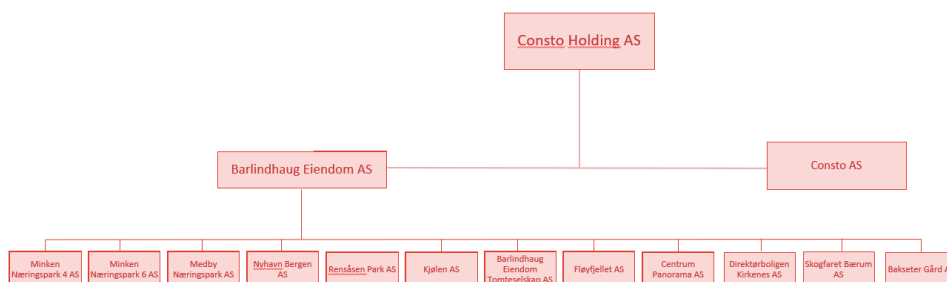 Consto Holding AS
Barlindhaug Eiendom AS
Consto AS
Minken
Næringspark 4 AS
Minken
Næringspark 6 AS
Medby
Næringspark AS
Nyhavn Bergen
AS
Rensåsen Park AS
Kjølen AS
Barlindhaug
Eiendom
Tomteselskap AS
Fløyfjellet AS
Centrum
Panorama AS
Direktørboligen
Kirkenes AS
Skogfaret Bærum
AS
Bakseter Gård A